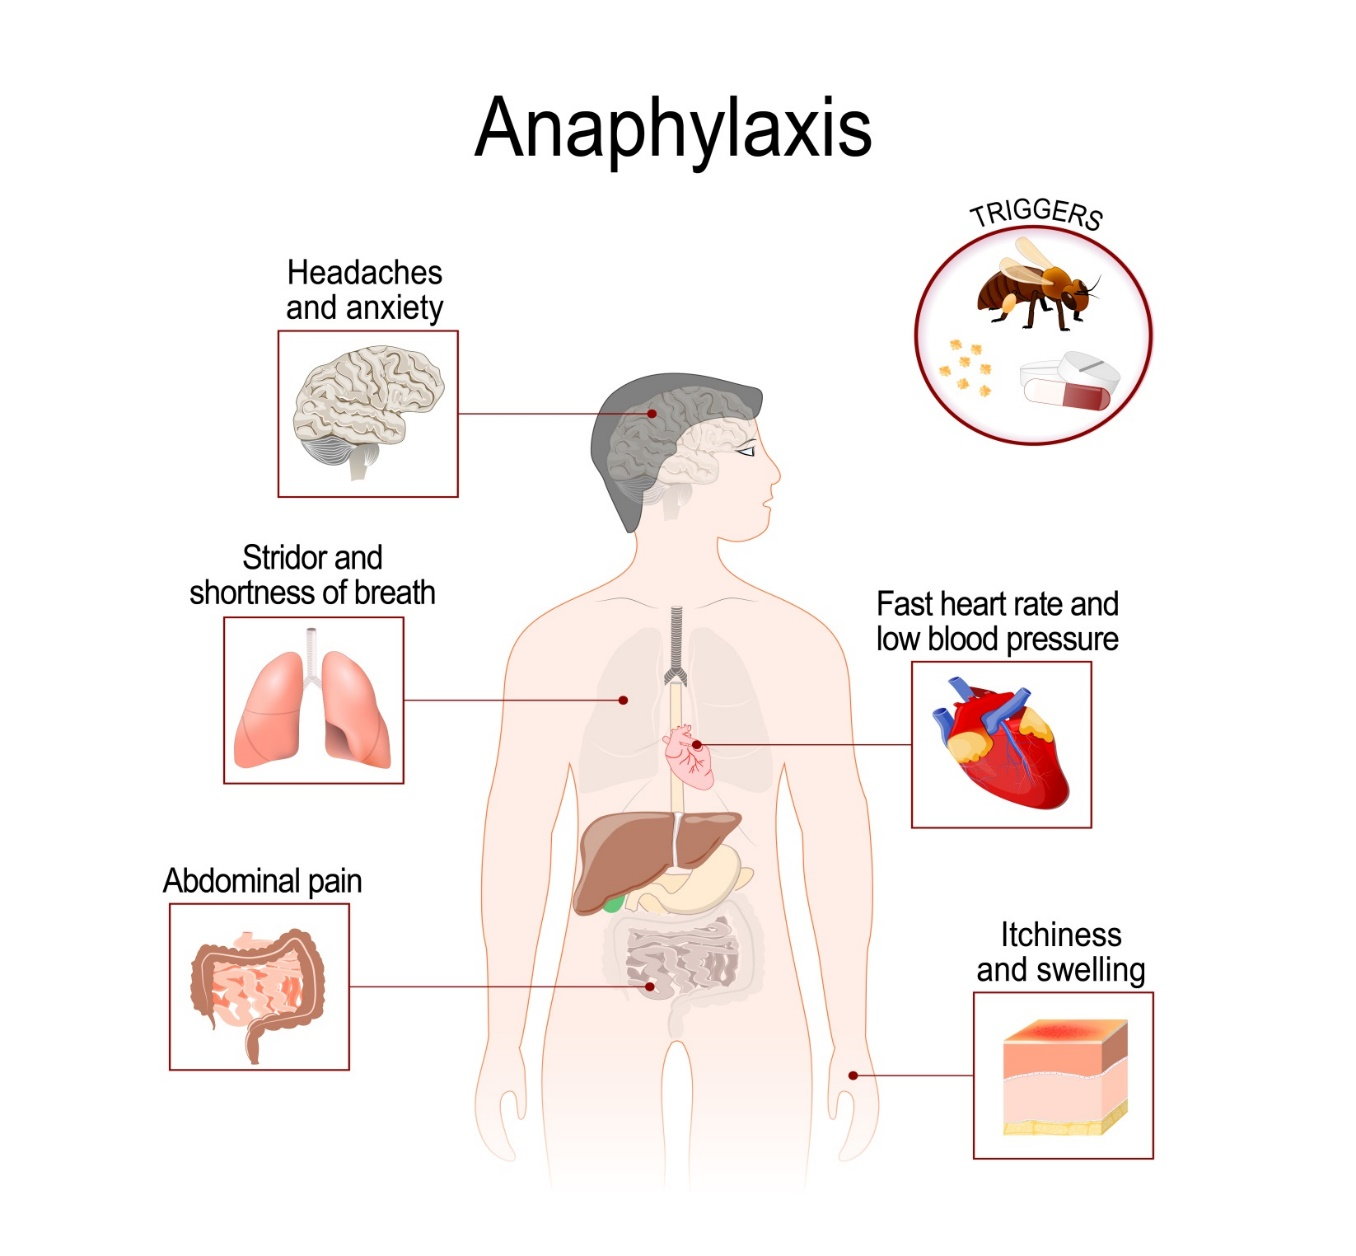 Anaphylaxis
TRIGGERS
Headaches
and anxiety
Stridor and
shortness of breath
Fast heart rate and
low blood pressure
Abdominal pain
Itchiness
and swelling